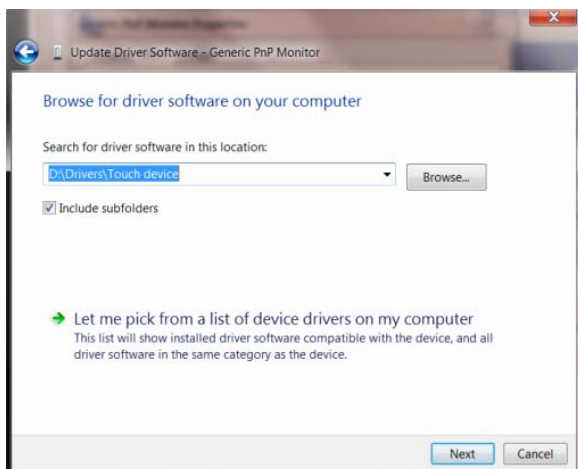 Update Driver Software - Generic PnP Monitor
Browse for driver software on your computer
Search for driver software in this location:
D:\Drivers\Touch device
Browse...
Include subfolders
Let me pick from a list of device drivers on my computer
This list will show installed driver software compatible with the device, and all
driver software in the same category as the device.
Next
Cancel